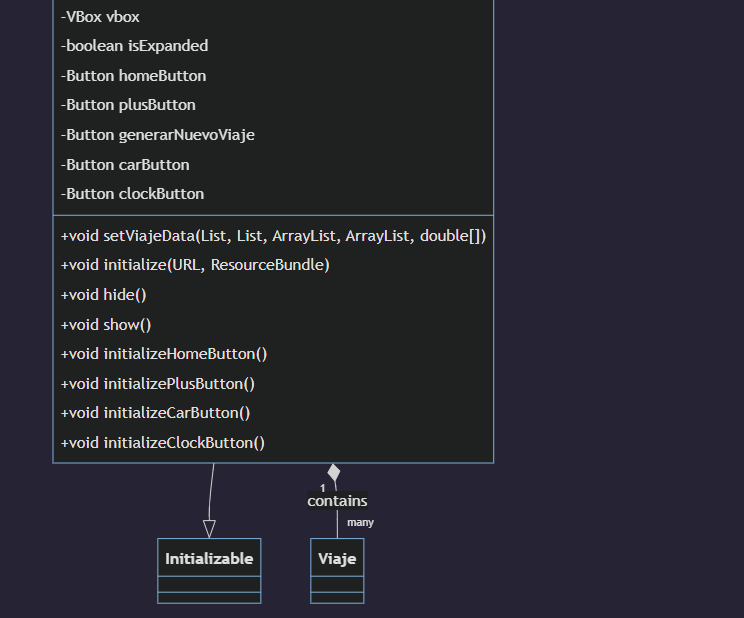 -VBox vbox
-boolean isExpanded
-Button homeButton
-Button plusButton
-Button generarNuevoViaje
-Button carButton
-Button clockButton
+void setViajeData(List, List, ArrayList, ArrayList, double[])
+void initialize(URL, ResourceBundle)
+void hide()
+void show()
+void initializeHomeButton()
+void initializePlusButton()
+void initializeCarButton()
+void initializeClockButton()
1
contains
many
Initializable
Viaje